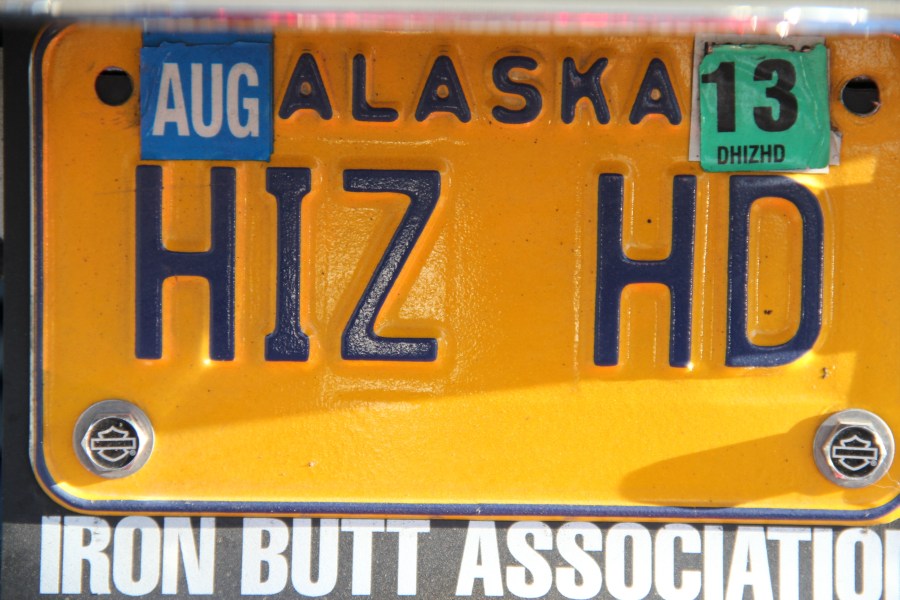 AUG ALASKA 13
DHIZHD
HIZ HD
IRON BUTT ASSOCIATIO